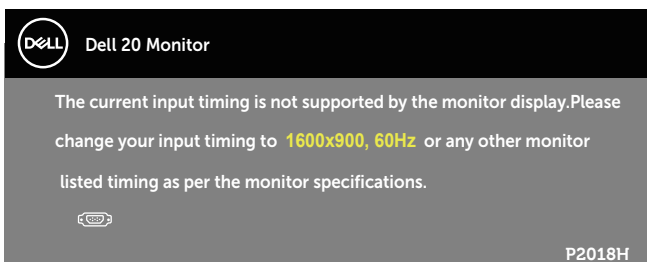 DELL
Dell 20 Monitor
The current input timing is not supported by the monitor display.Please
change your input timing to 1600x900, 60Hz or any other monitor
listed timing as per the monitor specifications.
P2018H